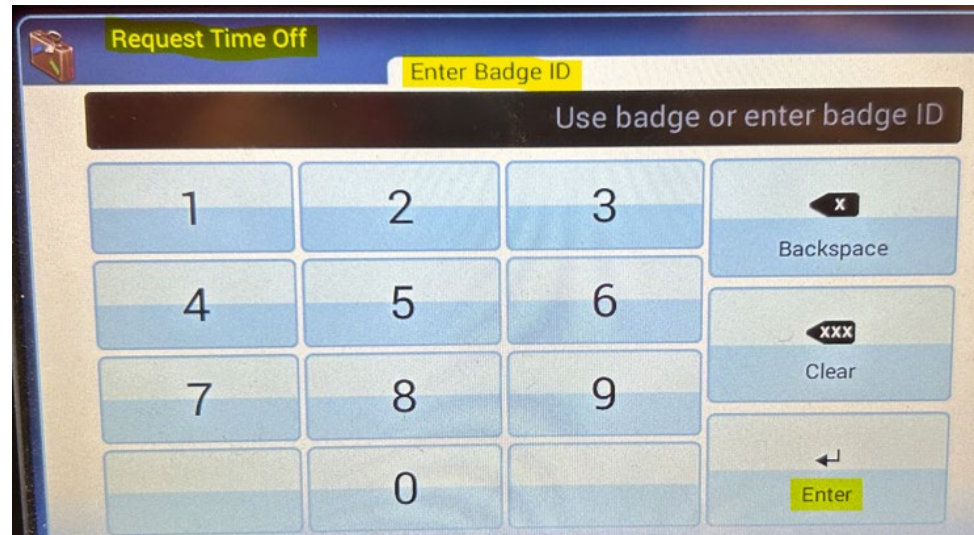 Request Time Off
Enter Badge ID
Use badge or enter badge ID
1 2 3
X
Backspace
4 5 6
XXX
Clear
7 8 9
0
Enter